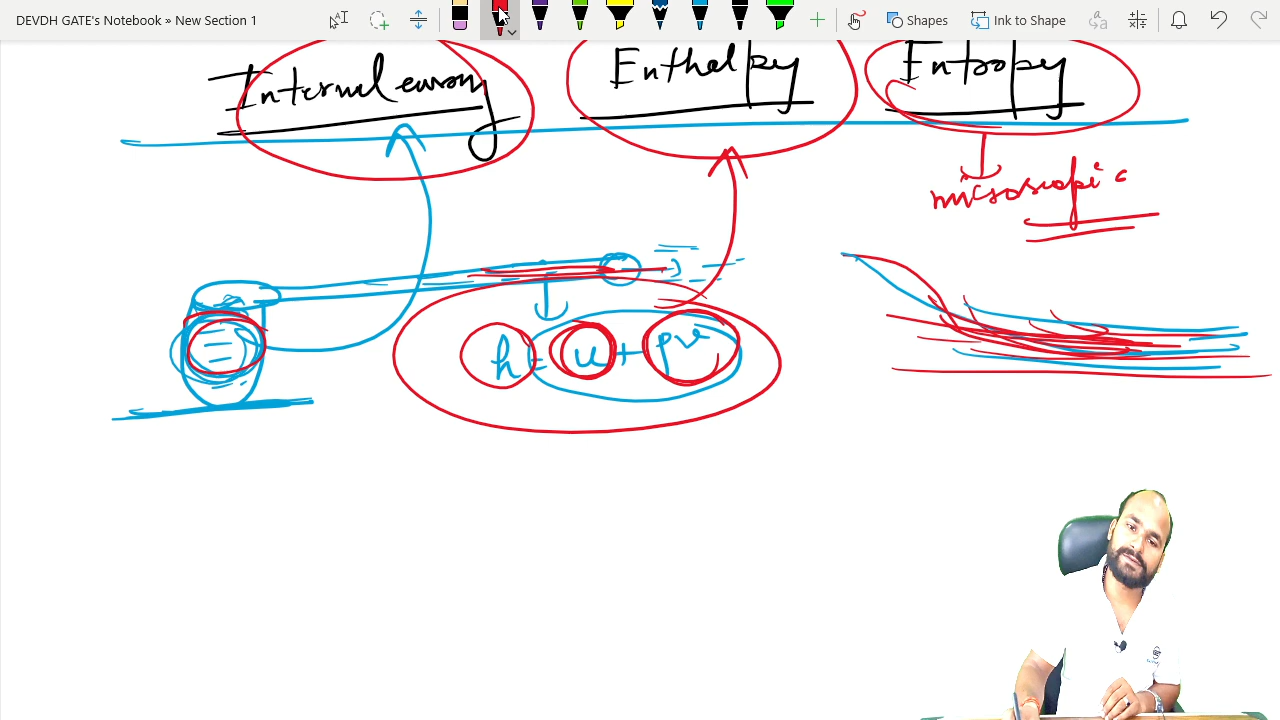 DEVDH GATE's Notebook » New Section 1
Shapes
Ink to Shape
Internal energy
Enthalpy
Entropy
microscopic
h = u + pv